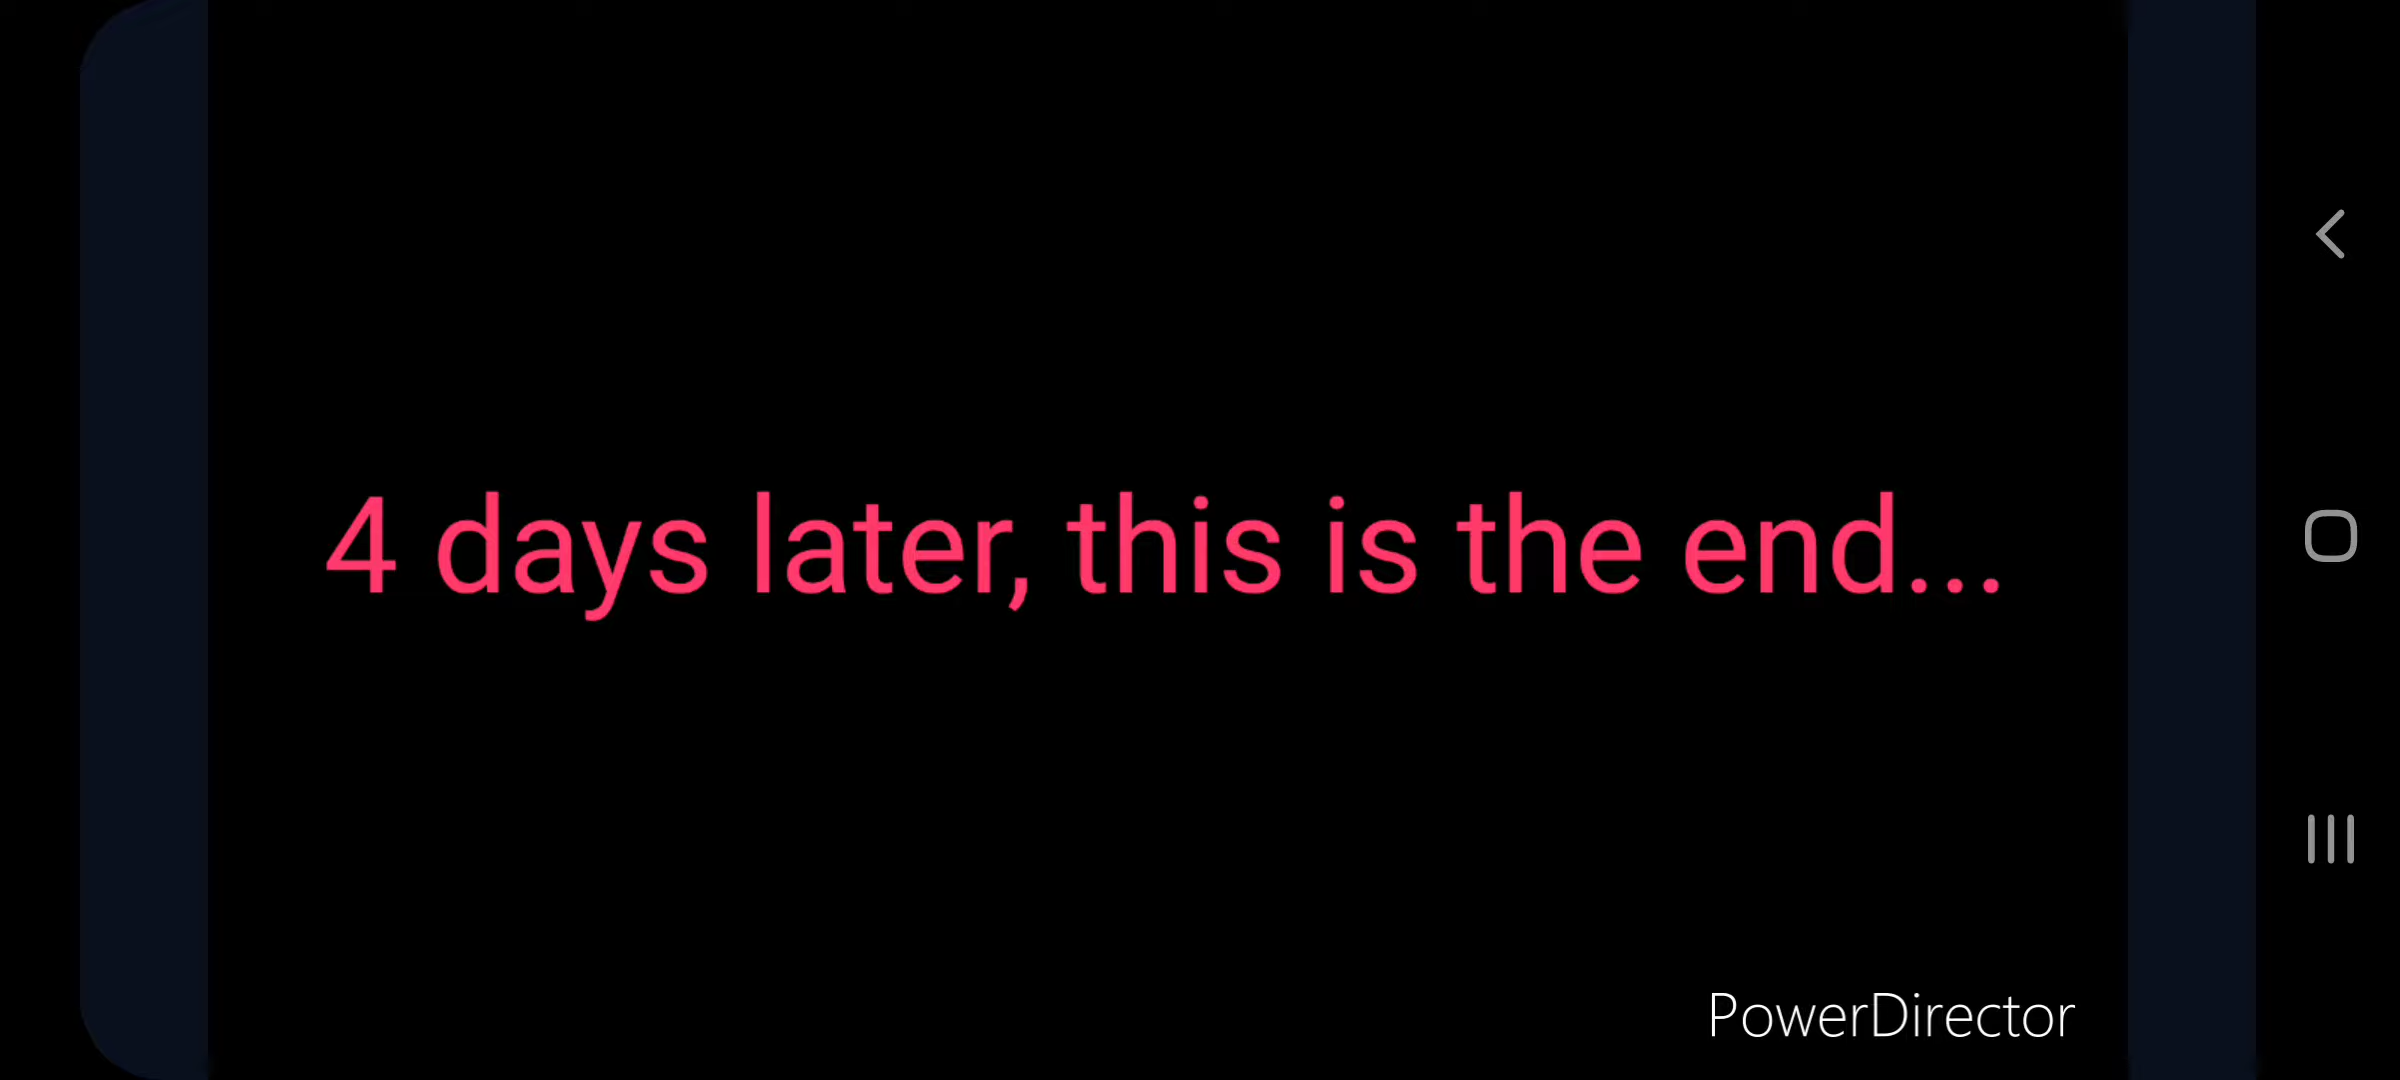 4 days later, this is the end...
PowerDirector